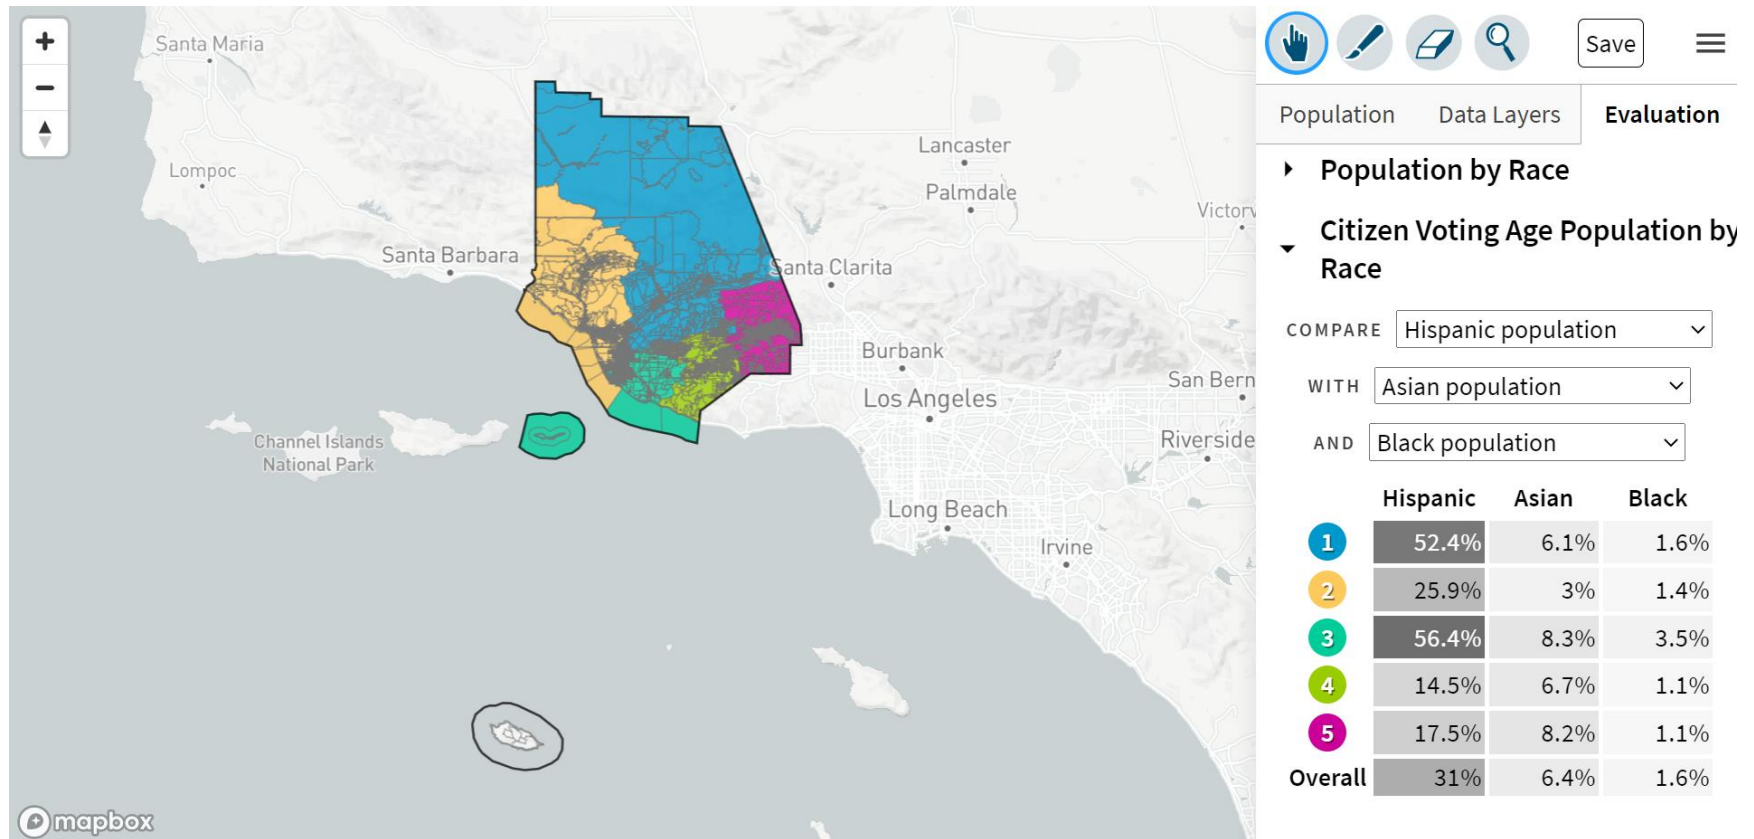 Santa Maria
Lompoc
Santa Barbara
Lancaster
Palmdale
Victorv
Santa Clarita
Burbank
Los Angeles
San Bern
Riverside
Channel Islands
National Park
Long Beach
Irvine
mapbox
Save
Population Data Layers Evaluation
Population by Race
Citizen Voting Age Population by
Race
COMPARE Hispanic population
WITH Asian population
AND Black population
Hispanic Asian Black
1 52.4% 6.1% 1.6%
2 25.9% 3% 1.4%
3 56.4% 8.3% 3.5%
4 14.5% 6.7% 1.1%
5 17.5% 8.2% 1.1%
Overall 31% 6.4% 1.6%